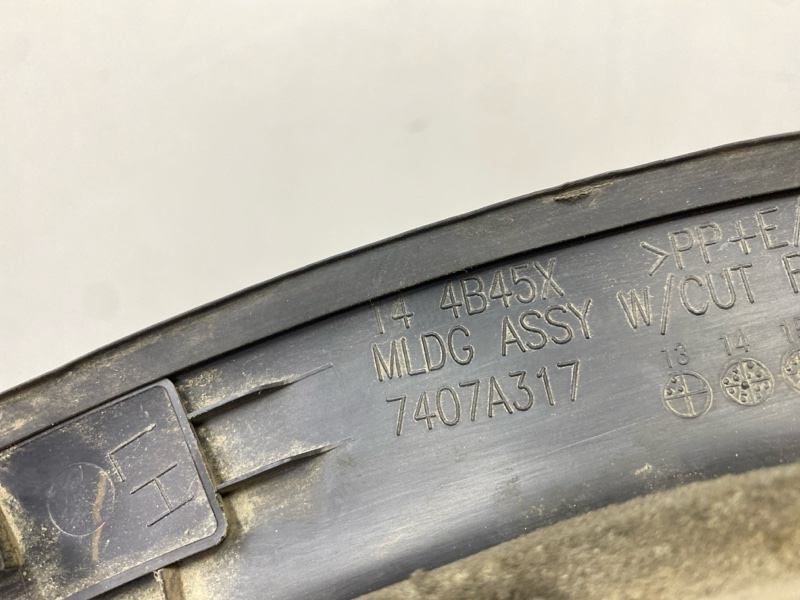 14 4B45X >PP+E/
MLDG ASSY W/CUT
7407A317
13 14
LH